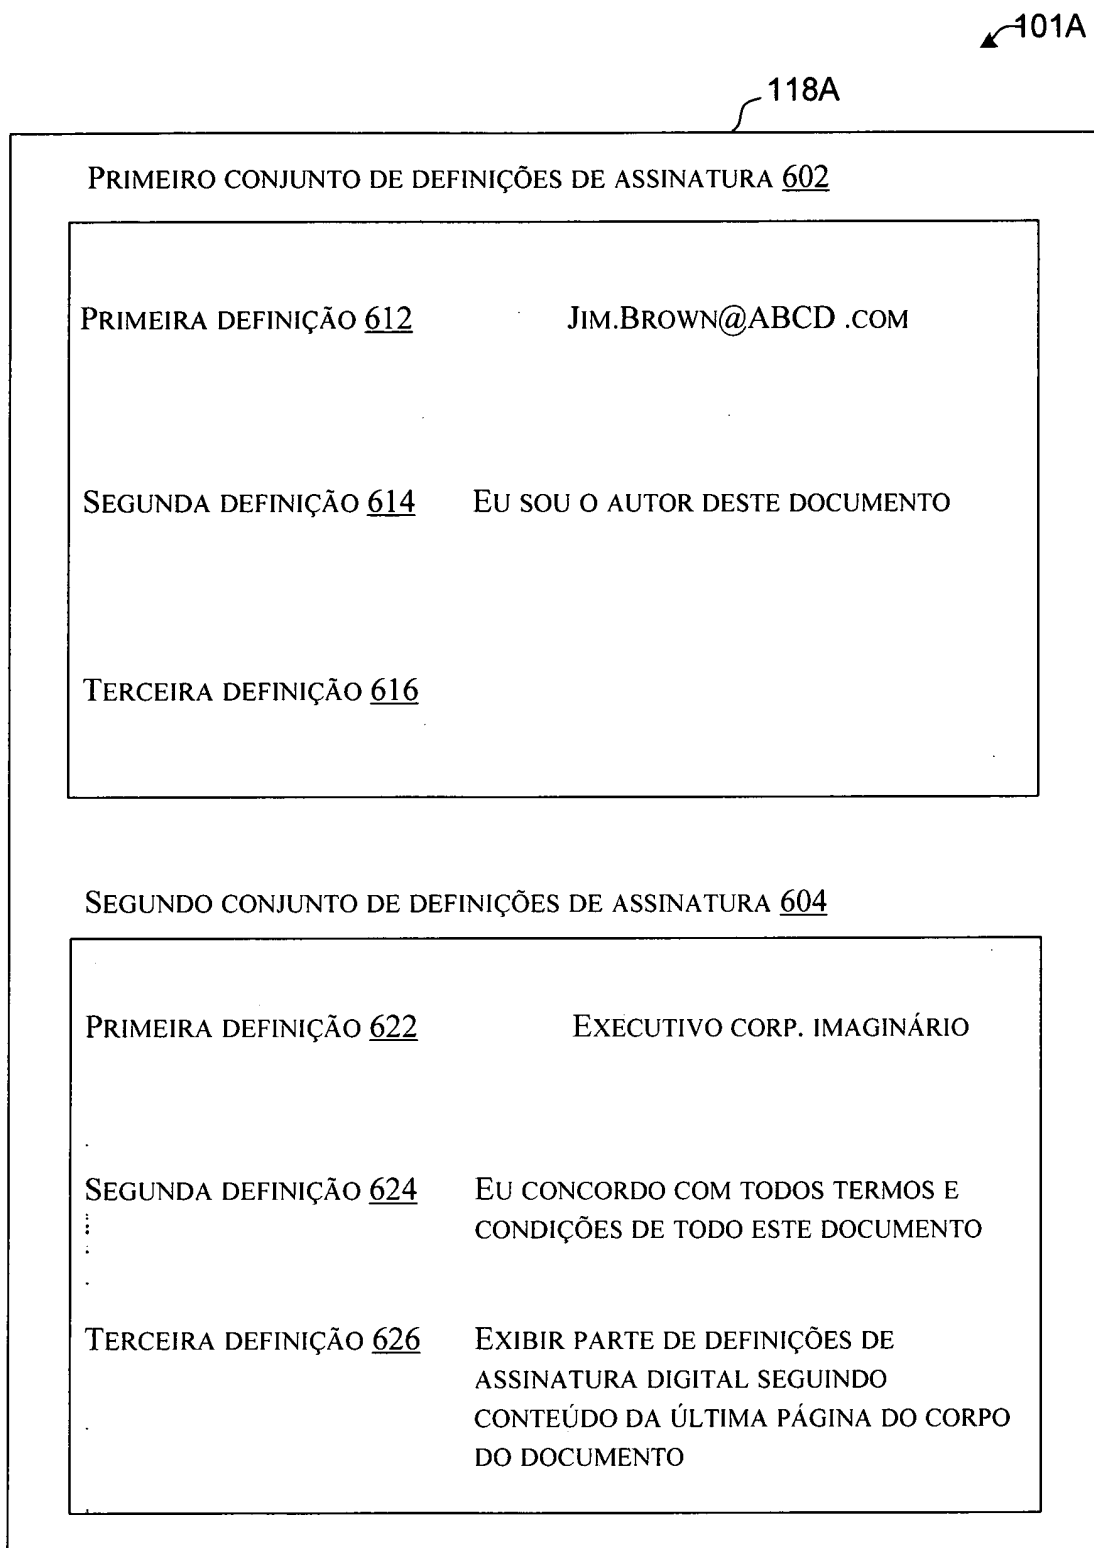 101A
118A
PRIMEIRO CONJUNTO DE DEFINIÇÕES DE ASSINATURA 602
PRIMEIRA DEFINIÇÃO 612 JIM.BROWN@ABCD .COM
SEGUNDA DEFINIÇÃO 614 EU SOU O AUTOR DESTE DOCUMENTO
TERCEIRA DEFINIÇÃO 616
SEGUNDO CONJUNTO DE DEFINIÇÕES DE ASSINATURA 604
PRIMEIRA DEFINIÇÃO 622 EXECUTIVO CORP. IMAGINÁRIO
SEGUNDA DEFINIÇÃO 624 EU CONCORDO COM TODOS TERMOS E
CONDIÇÕES DE TODO ESTE DOCUMENTO
TERCEIRA DEFINIÇÃO 626 EXIBIR PARTE DE DEFINIÇÕES DE
ASSINATURA DIGITAL SEGUINDO
CONTEÚDO DA ÚLTIMA PÁGINA DO CORPO
DO DOCUMENTO